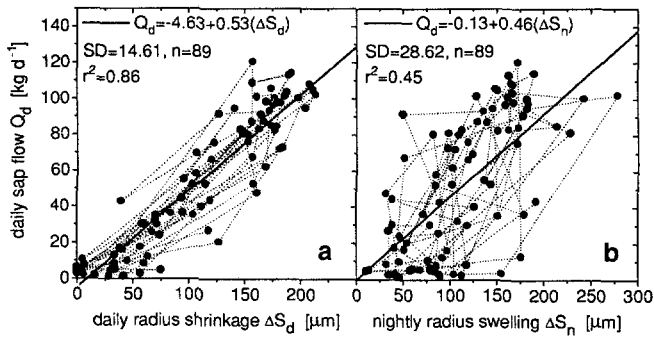 Q_d=-4.63+0.53(ΔS_d)
SD=14.61, n=89
r²=0.86
Q_d=-0.13+0.46(ΔS_n)
SD=28.62, n=89
r²=0.45
daily sap flow Q_d [kg d⁻¹]
140
120
100
80
60
40
20
0
a
b
0 50 100 150 200
0 50 100 150 200 250 300
daily radius shrinkage ΔS_d [µm]
nightly radius swelling ΔS_n [µm]